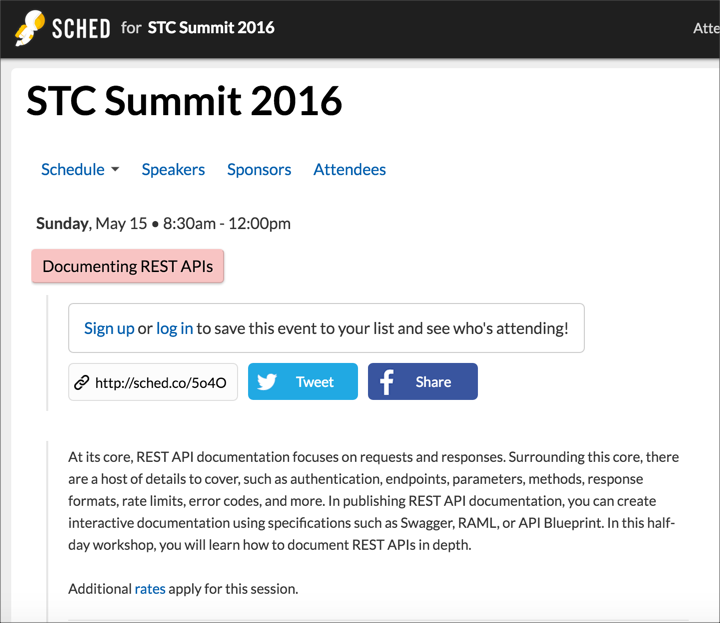 SCHED for STC Summit 2016
STC Summit 2016
Schedule Speakers Sponsors Attendees
Sunday, May 15 • 8:30am - 12:00pm
Documenting REST APIs
Sign up or log in to save this event to your list and see who's attending!
http://sched.co/5o4O Tweet Share
At its core, REST API documentation focuses on requests and responses. Surrounding this core, there
are a host of details to cover, such as authentication, endpoints, parameters, methods, response
formats, rate limits, error codes, and more. In publishing REST API documentation, you can create
interactive documentation using specifications such as Swagger, RAML, or API Blueprint. In this half-
day workshop, you will learn how to document REST APIs in depth.
Additional rates apply for this session.